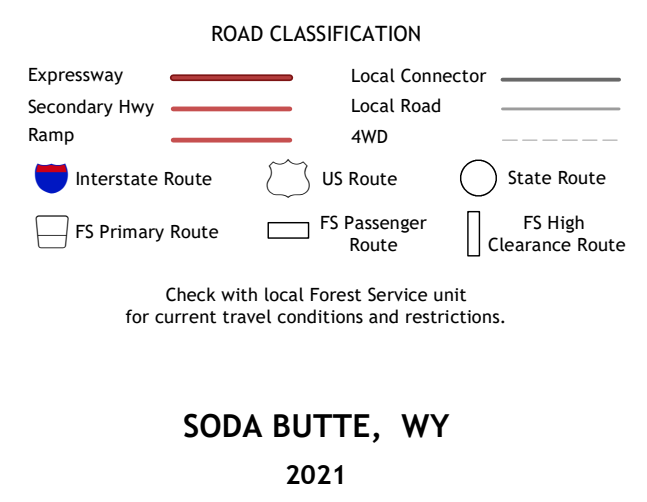 ROAD CLASSIFICATION
Expressway
Local Connector
Secondary Hwy
Local Road
Ramp
4WD
Interstate Route
US Route
State Route
FS Primary Route
FS Passenger
Route
FS High
Clearance Route
Check with local Forest Service unit
for current travel conditions and restrictions.
SODA BUTTE, WY
2021